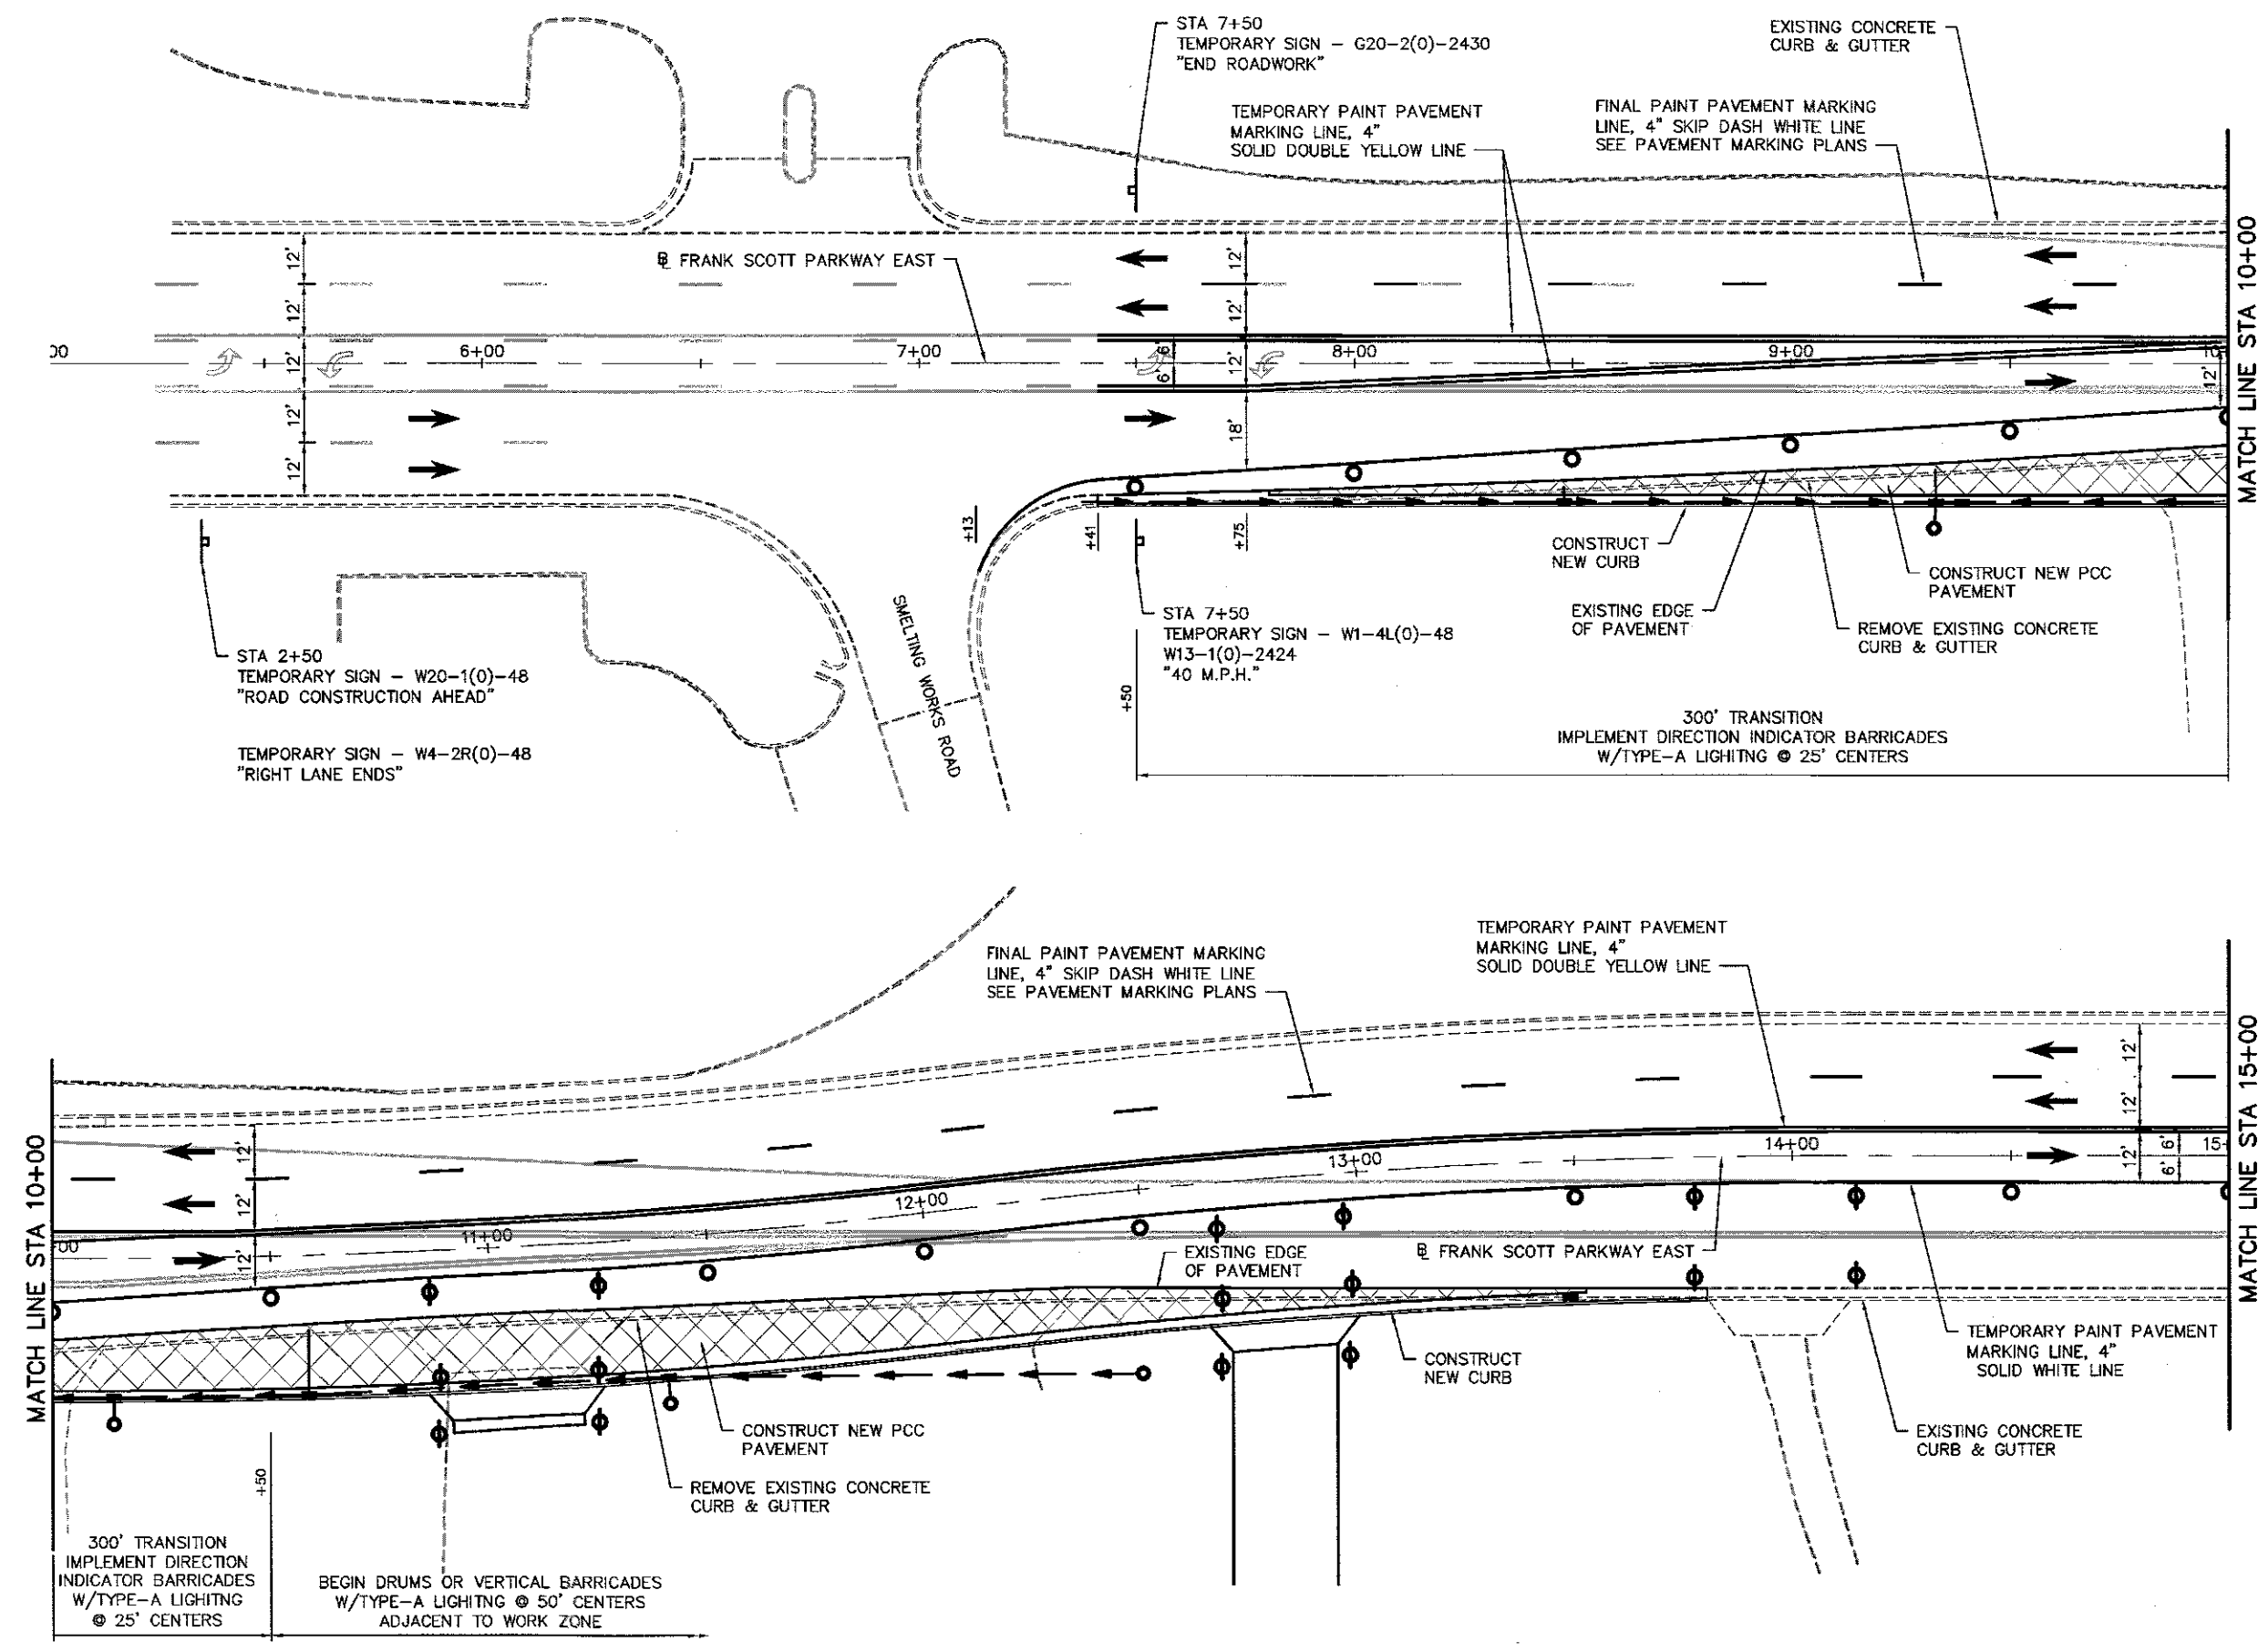 STA 7+50
TEMPORARY SIGN – G20-2(0)-2430
"END ROADWORK"
EXISTING CONCRETE
CURB & GUTTER
TEMPORARY PAINT PAVEMENT
MARKING LINE, 4"
SOLID DOUBLE YELLOW LINE
FINAL PAINT PAVEMENT MARKING
LINE, 4" SKIP DASH WHITE LINE
SEE PAVEMENT MARKING PLANS
MATCH LINE STA 10+00
12'
12'
12'
12'
12'
℄ FRANK SCOTT PARKWAY EAST
12'
12'
12'
18'
6'
6'
12'
00
6+00
7+00
8+00
9+00
10
+13
+41
+75
CONSTRUCT
NEW CURB
EXISTING EDGE
OF PAVEMENT
CONSTRUCT NEW PCC
PAVEMENT
REMOVE EXISTING CONCRETE
CURB & GUTTER
SMELTING WORKS ROAD
STA 7+50
TEMPORARY SIGN – W1-4L(0)-48
W13-1(0)-2424
"40 M.P.H."
+50
STA 2+50
TEMPORARY SIGN – W20-1(0)-48
"ROAD CONSTRUCTION AHEAD"
TEMPORARY SIGN – W4-2R(0)-48
"RIGHT LANE ENDS"
300' TRANSITION
IMPLEMENT DIRECTION INDICATOR BARRICADES
W/TYPE-A LIGHITNG @ 25' CENTERS
TEMPORARY PAINT PAVEMENT
MARKING LINE, 4"
SOLID DOUBLE YELLOW LINE
FINAL PAINT PAVEMENT MARKING
LINE, 4" SKIP DASH WHITE LINE
SEE PAVEMENT MARKING PLANS
MATCH LINE STA 10+00
MATCH LINE STA 15+00
12'
12'
12'
12'
12'
12'
6'
6'
00
11+00
12+00
13+00
14+00
15+
EXISTING EDGE
OF PAVEMENT
℄ FRANK SCOTT PARKWAY EAST
CONSTRUCT
NEW CURB
TEMPORARY PAINT PAVEMENT
MARKING LINE, 4"
SOLID WHITE LINE
EXISTING CONCRETE
CURB & GUTTER
CONSTRUCT NEW PCC
PAVEMENT
REMOVE EXISTING CONCRETE
CURB & GUTTER
+50
300' TRANSITION
IMPLEMENT DIRECTION
INDICATOR BARRICADES
W/TYPE-A LIGHITNG
@ 25' CENTERS
BEGIN DRUMS OR VERTICAL BARRICADES
W/TYPE-A LIGHITNG @ 50' CENTERS
ADJACENT TO WORK ZONE